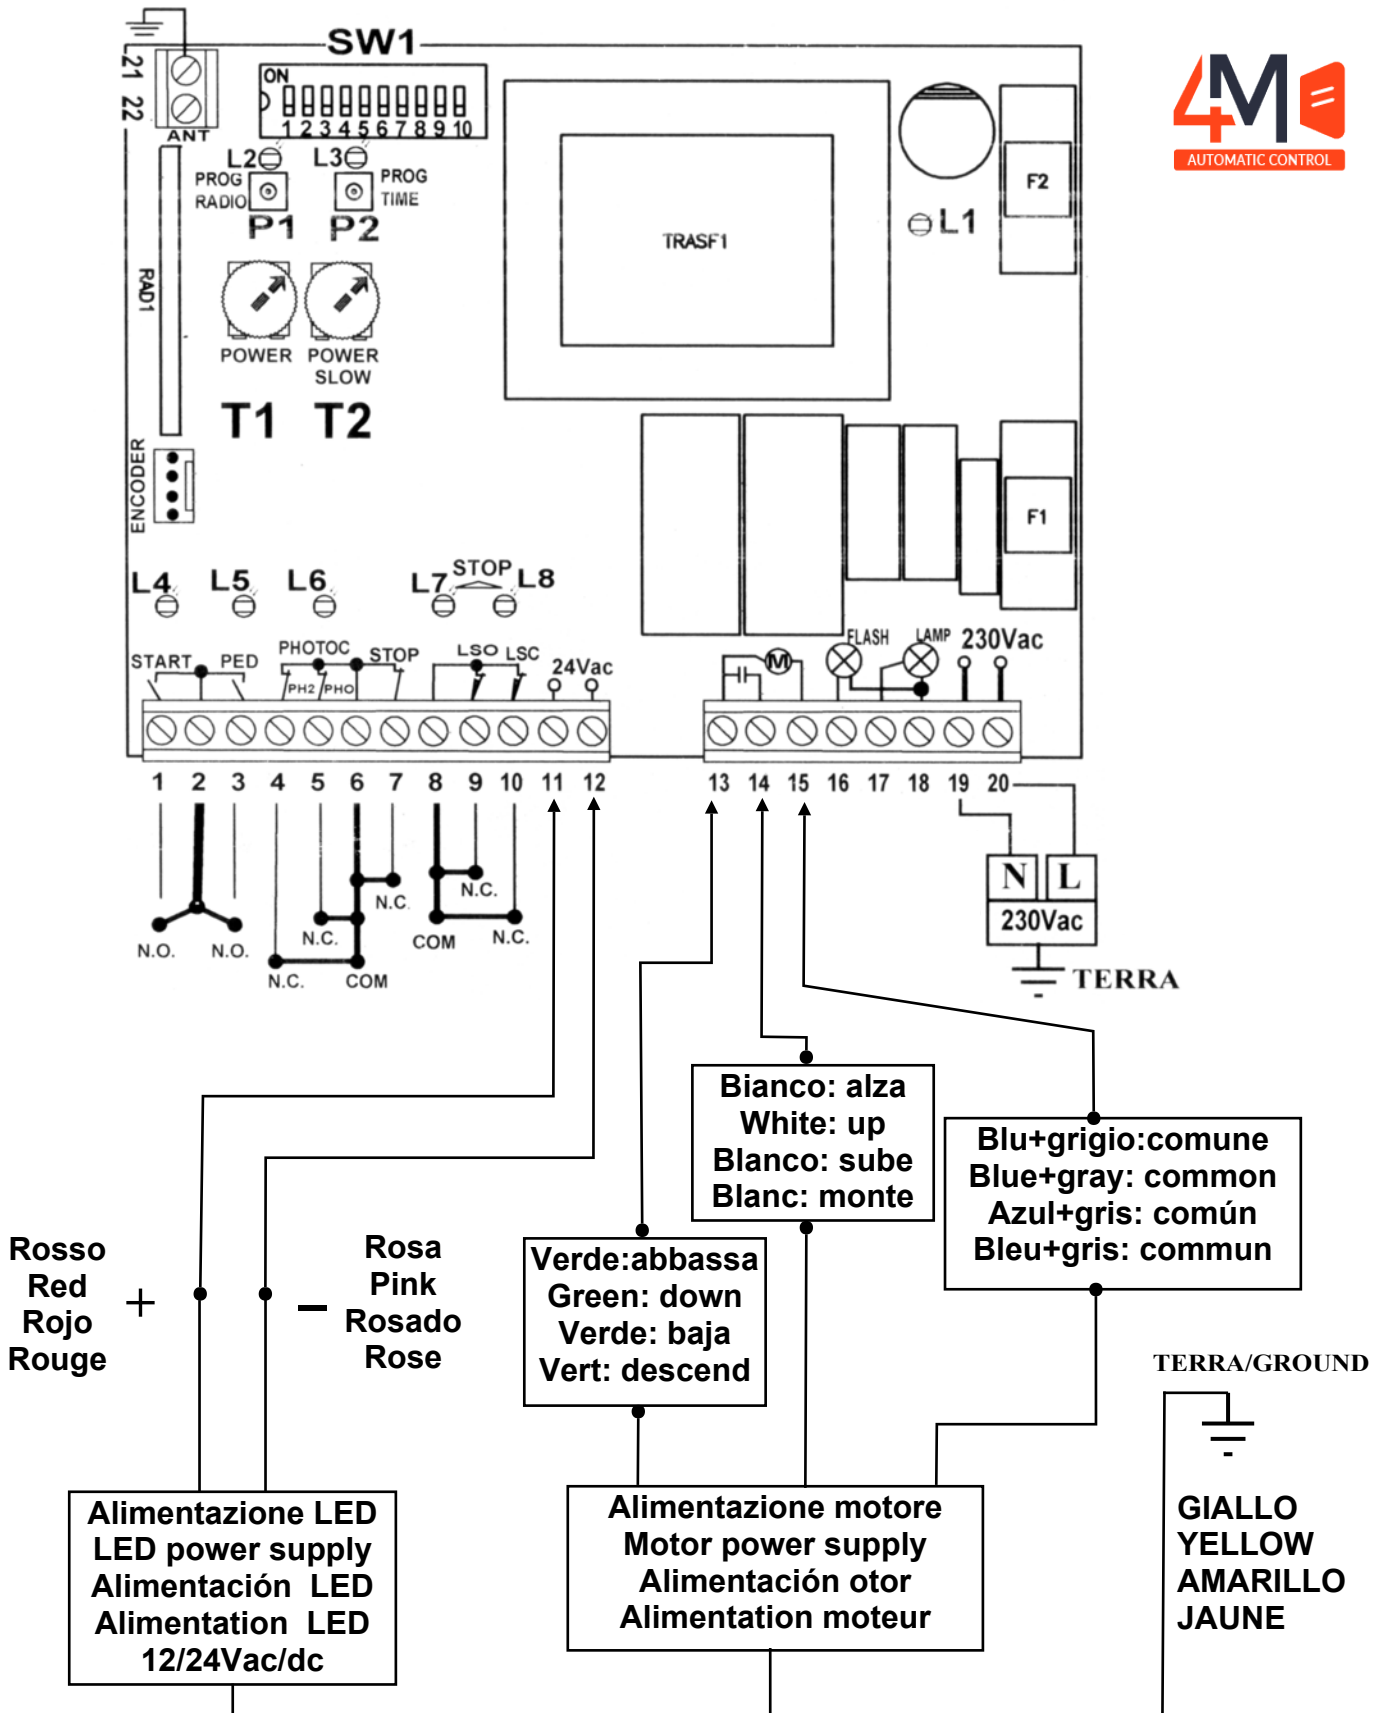 SW1
4M
AUTOMATIC CONTROL
21
22
ANT
ON
1 2 3 4 5 6 7 8 9 10
L2
L3
PROG
RADIO
PROG
TIME
P1
P2
L1
F2
TRASF1
RAD1
POWER
POWER
SLOW
T1
T2
ENCODER
F1
L4
L5
L6
L7
STOP
L8
START
PED
PHOTOC
PH2
PHO
STOP
LSO
LSC
24Vac
M
FLASH
LAMP
230Vac
1 2 3 4 5 6 7 8 9 10 11 12
13 14 15 16 17 18 19 20
N.O.
N.O.
N.C.
N.C.
N.C.
COM
COM
N.C.
N.C.
N
L
230Vac
TERRA
Bianco: alza
White: up
Blanco: sube
Blanc: monte
Blu+grigio:comune
Blue+gray: common
Azul+gris: común
Bleu+gris: commun
Verde:abbassa
Green: down
Verde: baja
Vert: descend
Rosso
Red
Rojo
Rouge
+
–
Rosa
Pink
Rosado
Rose
TERRA/GROUND
GIALLO
YELLOW
AMARILLO
JAUNE
Alimentazione LED
LED power supply
Alimentación LED
Alimentation LED
12/24Vac/dc
Alimentazione motore
Motor power supply
Alimentación otor
Alimentation moteur